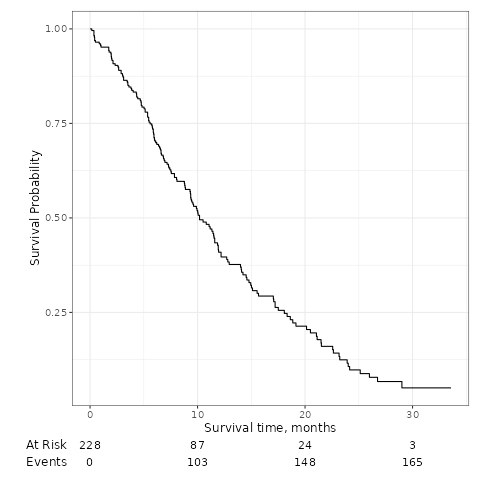 1.00
0.75
0.50
0.25
Survival Probability
0 10 20 30
Survival time, months
At Risk 228 87 24 3
Events 0 103 148 165